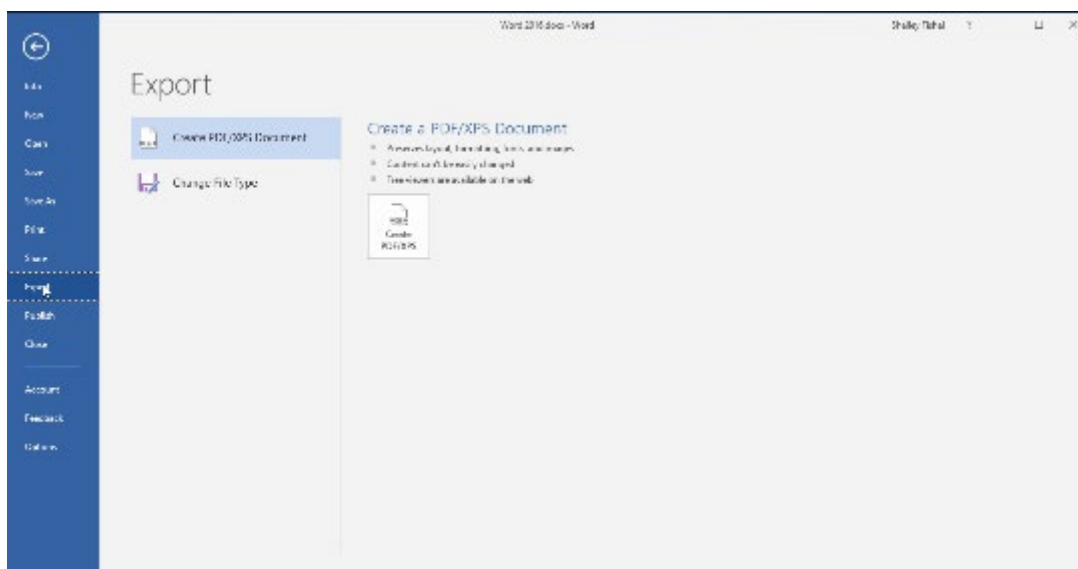 Word 2016.docx - Word
?
Info
New
Open
Save
Save As
Print
Share
Export
Publish
Close
Account
Feedback
Options
Export
Create PDF/XPS Document
Change File Type
Create a PDF/XPS Document
Preserves layout, formatting, fonts, and images
Content can't be easily changed
Free viewers are available on the web
Create
PDF/XPS